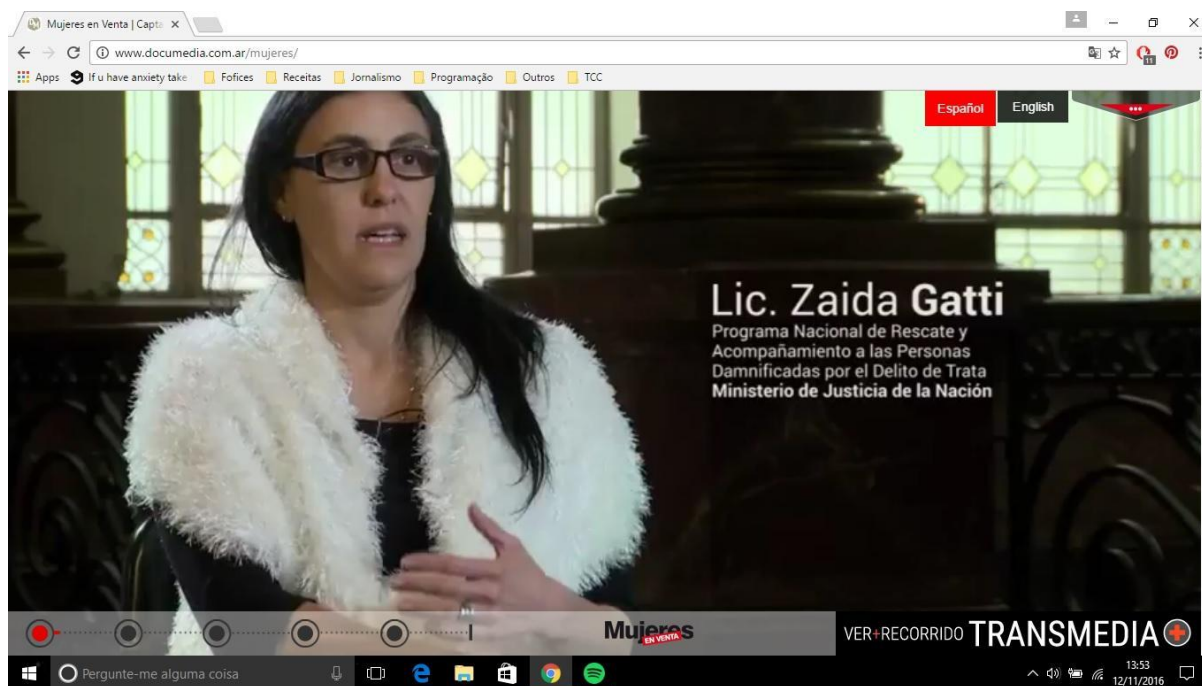 Mujeres en Venta | Capta
www.documedia.com.ar/mujeres/
Apps If u have anxiety take Fofices Receitas Jornalismo Programação Outros TCC
11
Español English
Lic. Zaida Gatti
Programa Nacional de Rescate y
Acompañamiento a las Personas
Damnificadas por el Delito de Trata
Ministerio de Justicia de la Nación
Mujeres
EN VENTA
VER+RECORRIDO TRANSMEDIA
Pergunte-me alguma coisa
13:53
12/11/2016